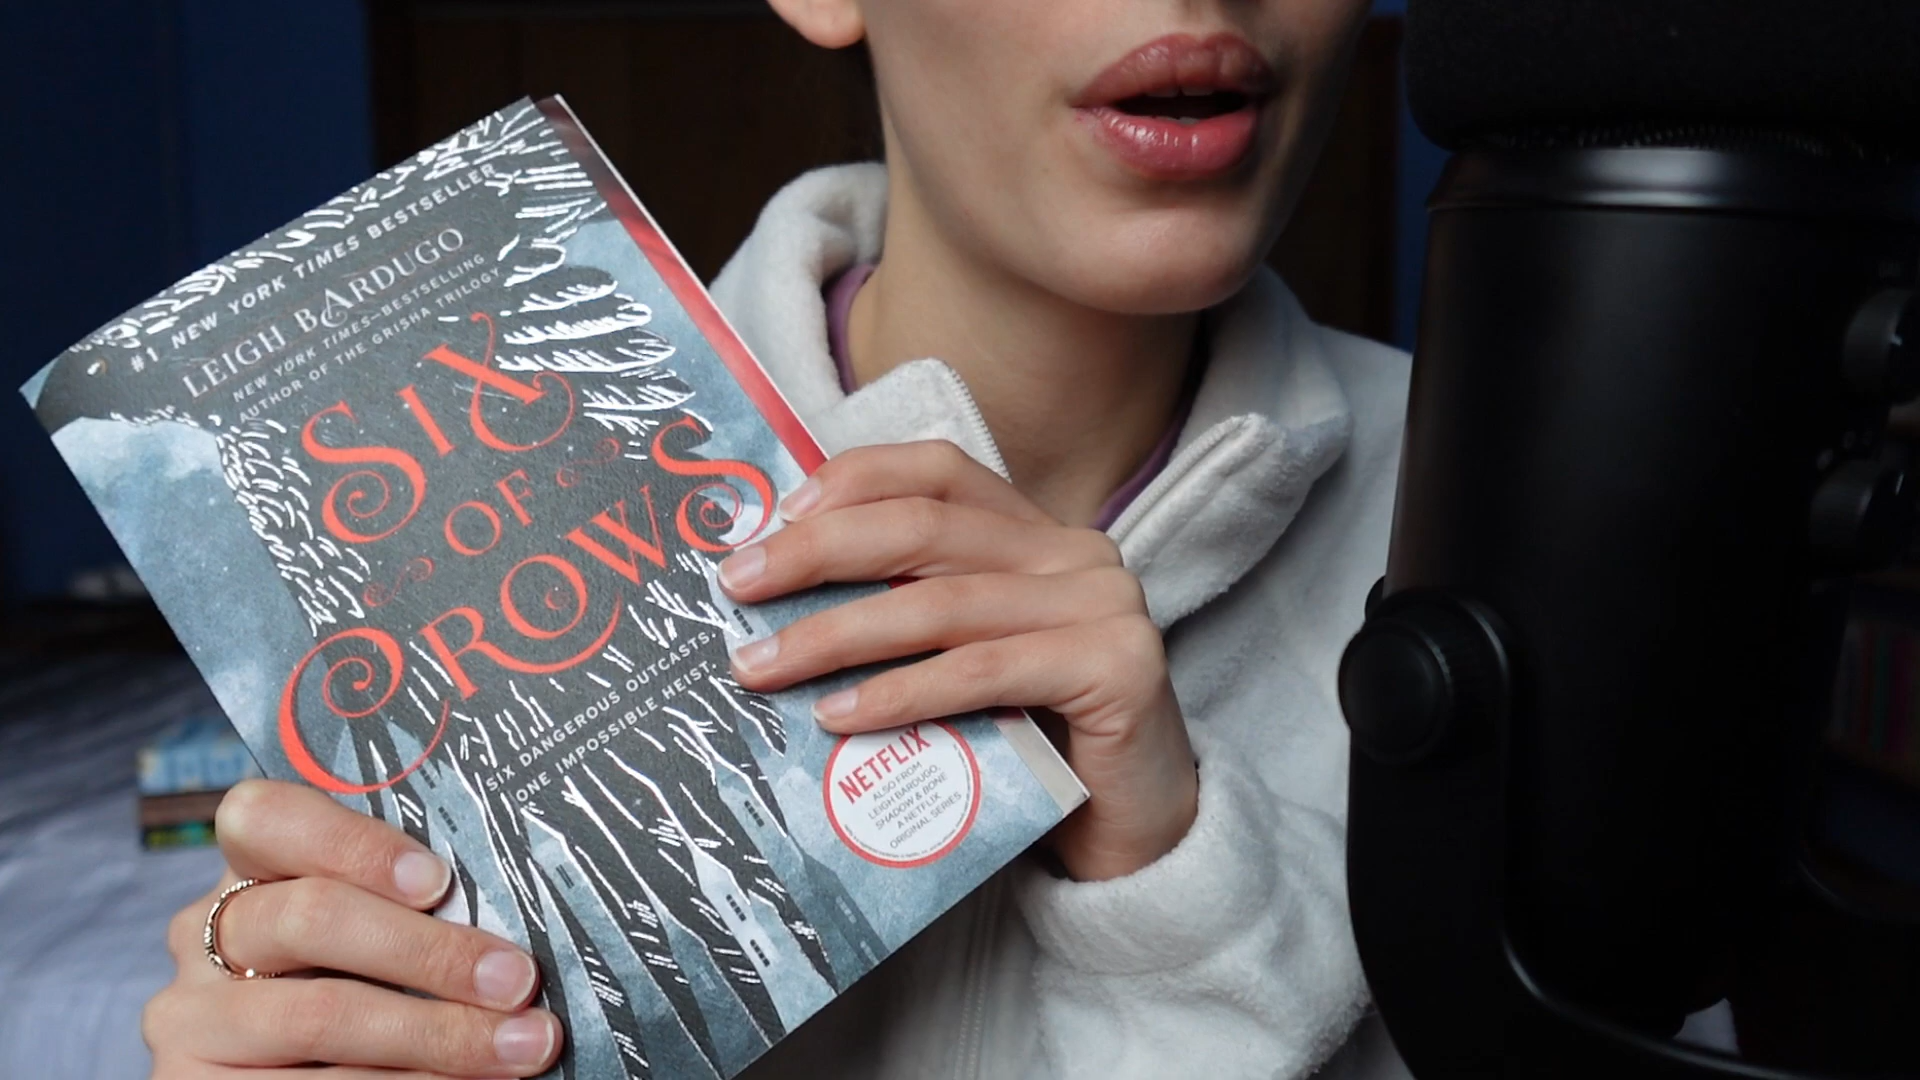 #1 NEW YORK TIMES BESTSELLER
LEIGH BARDUGO
NEW YORK TIMES–BESTSELLING
AUTHOR OF THE GRISHA TRILOGY
SIX
OF
CROWS
SIX DANGEROUS OUTCASTS.
ONE IMPOSSIBLE HEIST.
NETFLIX
ALSO FROM
LEIGH BARDUGO,
SHADOW & BONE
A NETFLIX
ORIGINAL SERIES